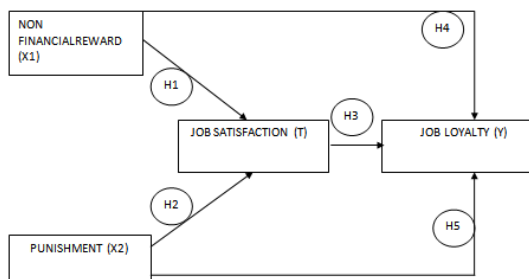 NON
FINANCIALREWARD
(X1)
H4
H1
H3
JOB SATISFACTION (T)
JOB LOYALTY (Y)
H2
H5
PUNISHMENT (X2)